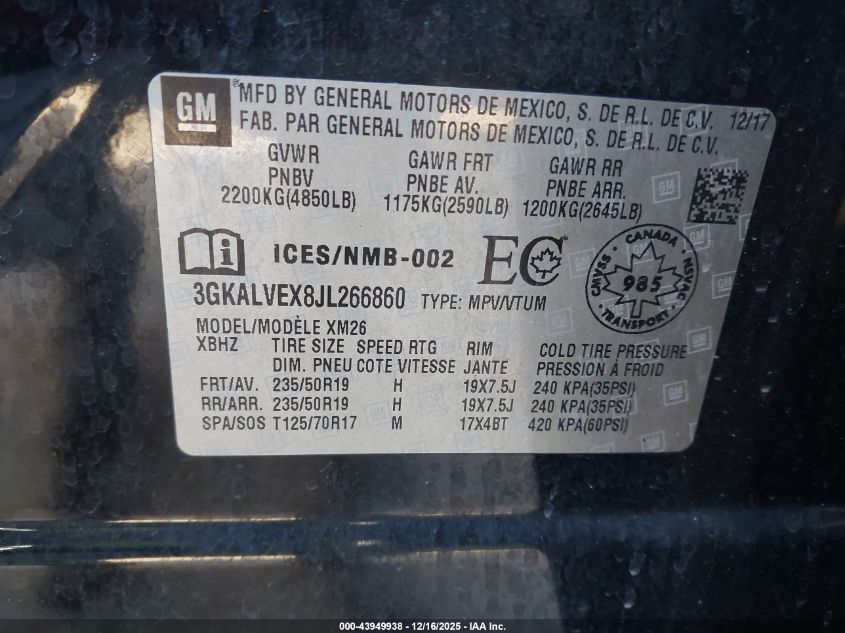 GM
® MFD BY GENERAL MOTORS DE MEXICO, S. DE R.L. DE C.V. 12/17
FAB. PAR GENERAL MOTORS DE MEXICO, S. DE R.L. DE C.V.
GVWR GAWR FRT GAWR RR
PNBV PNBE AV. PNBE ARR.
2200KG(4850LB) 1175KG(2590LB) 1200KG(2645LB)
GM
i ICES/NMB-002 EC
CANADA
CMVSS 985 NSVAC
TRANSPORT
3GKALVEX8JL266860 TYPE: MPV/VTUM
MODEL/MODÈLE XM26
XBHZ TIRE SIZE SPEED RTG RIM COLD TIRE PRESSURE
DIM. PNEU COTE VITESSE JANTE PRESSION À FROID
FRT/AV. 235/50R19 H 19X7.5J 240 KPA(35PSI)
RR/ARR. 235/50R19 H 19X7.5J 240 KPA(35PSI)
SPA/SOS T125/70R17 M 17X4BT 420 KPA(60PSI)
000-43949938 - 12/16/2025 - IAA Inc.